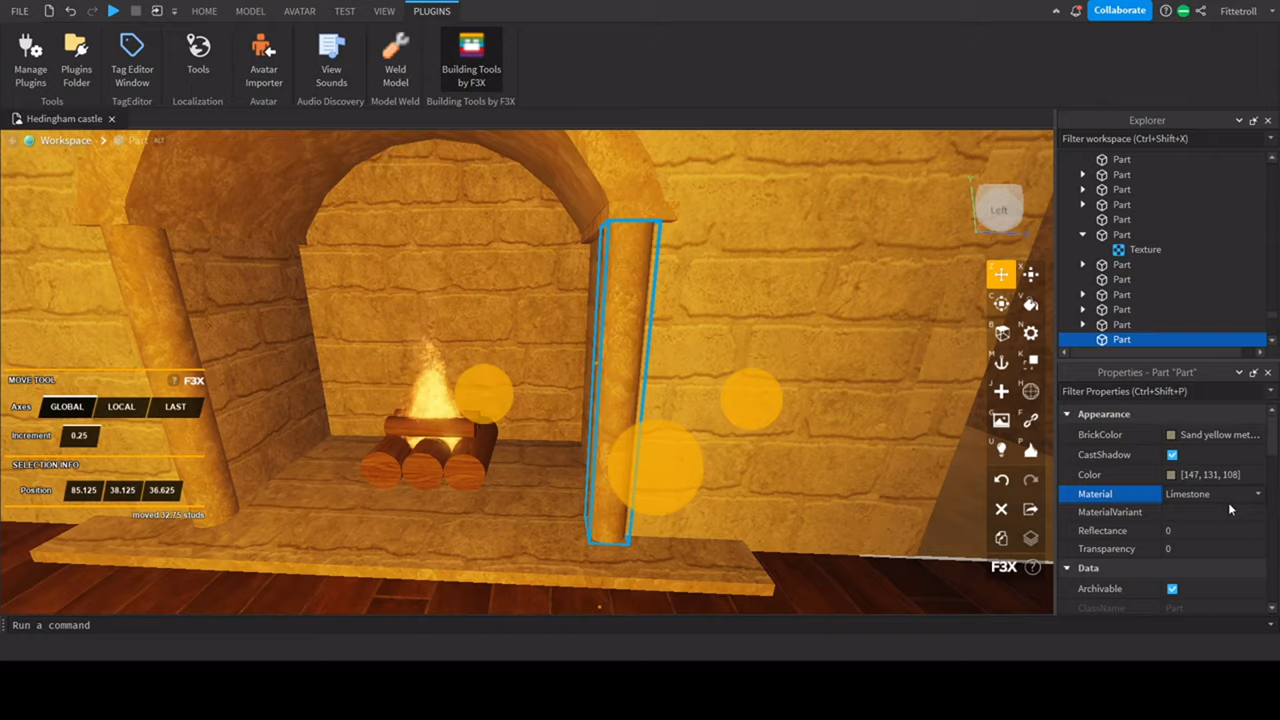 FILE HOME MODEL AVATAR TEST VIEW PLUGINS Collaborate Fittetroll
Manage Plugins
Plugins Folder
Tag Editor Window
Tools
Avatar Importer
View Sounds
Weld Model
Building Tools by F3X
Tools TagEditor Localization Avatar Audio Discovery Model Weld Building Tools by F3X
Hedingham castle
Workspace Part ALT
Left
Z X
C V
B N
M K
J H
G F
U P
F3X
MOVE TOOL F3X
Axes GLOBAL LOCAL LAST
Increment 0.25
SELECTION INFO
Position 85.125 38.125 36.625
moved 32.75 studs
Explorer
Filter workspace (Ctrl+Shift+X)
Part
Part
Part
Part
Part
Part
Texture
Part
Part
Part
Part
Part
Part
Properties - Part "Part"
Filter Properties (Ctrl+Shift+P)
Appearance
BrickColor Sand yellow met...
CastShadow
Color [147, 131, 108]
Material Limestone
MaterialVariant
Reflectance 0
Transparency 0
Data
Archivable
ClassName Part
Run a command